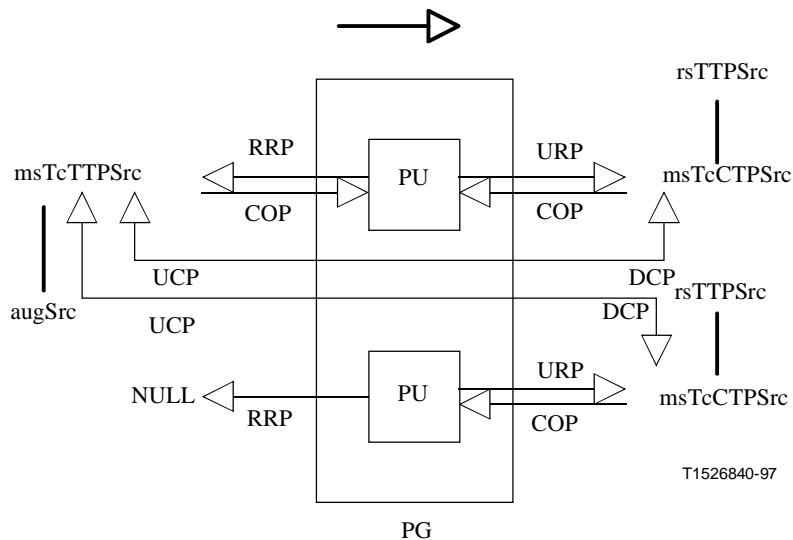 rsTTPSrc
RRP
URP
msTcTTPSrc
PU
msTcCTPSrc
COP
COP
UCP
DCP
rsTTPSrc
augSrc
UCP
DCP
URP
NULL
PU
msTcCTPSrc
RRP
COP
T1526840-97
PG